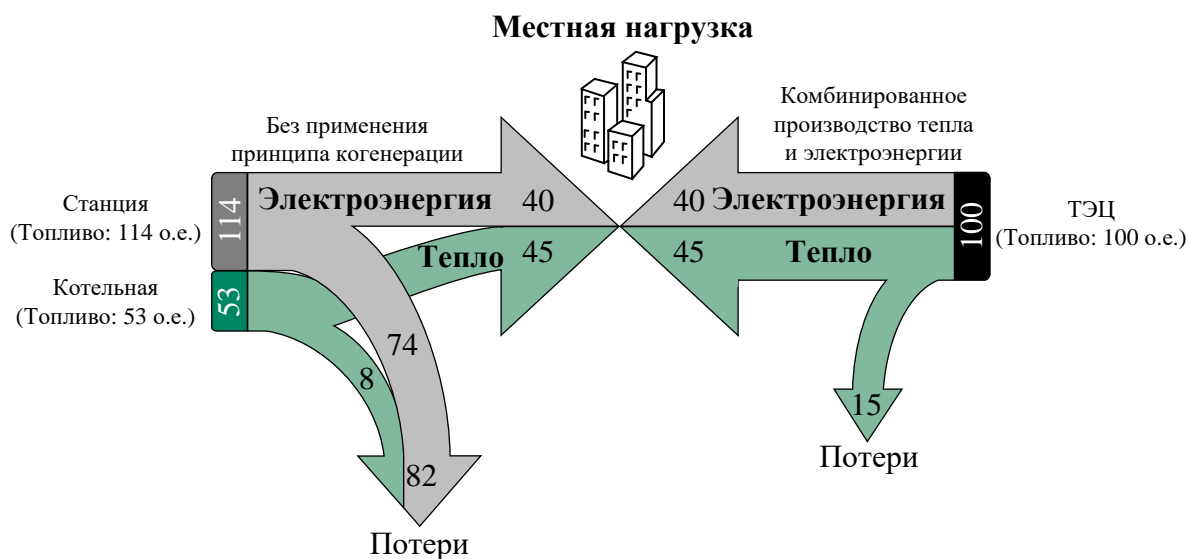 Местная нагрузка
Без применения
принципа когенерации
Комбинированное
производство тепла
и электроэнергии
Станция
(Топливо: 114 о.е.)
114
Электроэнергия 40
40 Электроэнергия
100
ТЭЦ
(Топливо: 100 о.е.)
Котельная
(Топливо: 53 о.е.)
53
Тепло 45
45 Тепло
74
8
82
Потери
15
Потери